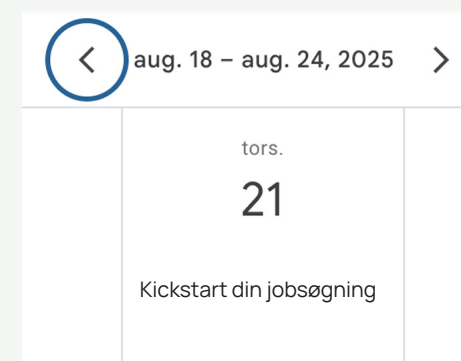 aug. 18 – aug. 24, 2025
tors.
21
Kickstart din jobsøgning